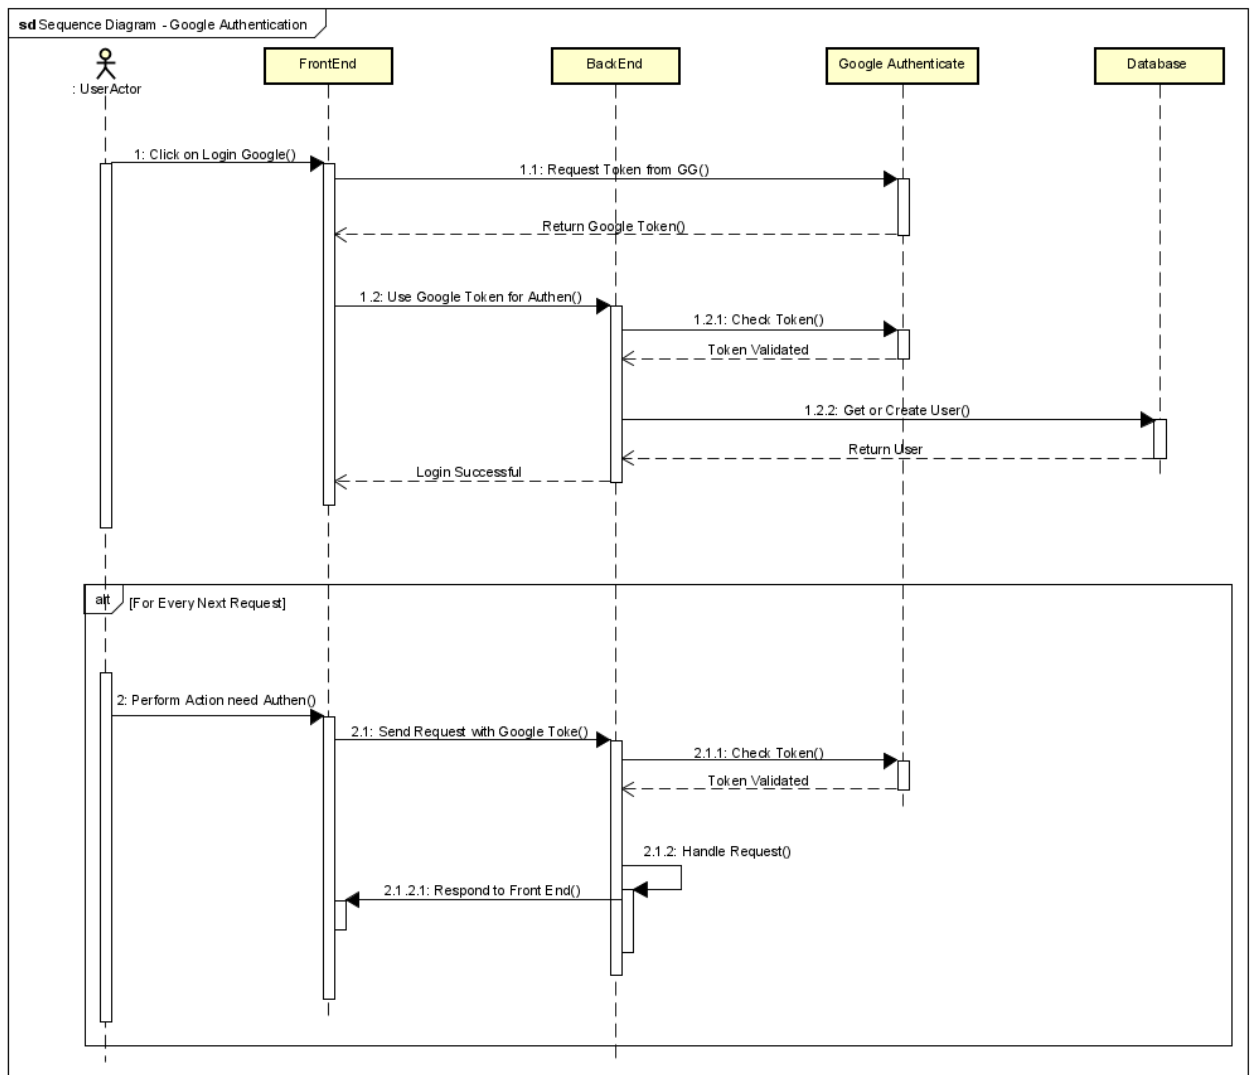 sd Sequence Diagram - Google Authentication
: UserActor
FrontEnd
BackEnd
Google Authenticate
Database
1: Click on Login Google()
1.1: Request Token from GG()
Return Google Token()
1.2: Use Google Token for Authen()
1.2.1: Check Token()
Token Validated
1.2.2: Get or Create User()
Return User
Login Successful
alt
[For Every Next Request]
2: Perform Action need Authen()
2.1: Send Request with Google Toke()
2.1.1: Check Token()
Token Validated
2.1.2: Handle Request()
2.1.2.1: Respond to Front End()